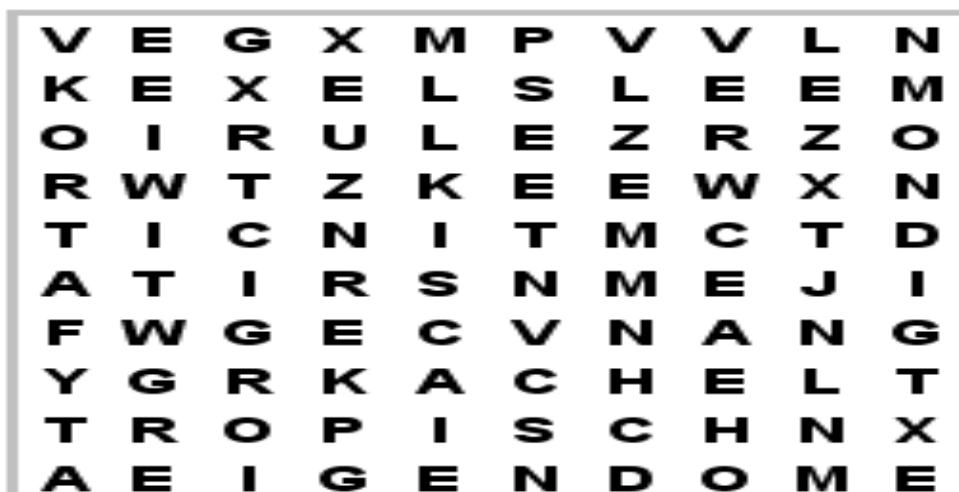 V E G X M P V V L N
K E X E L S L E E M
O I R U L E Z R Z O
R W T Z K E E W X N
T I C N I T M C T D
A T I R S N M E J I
F W G E C V N A N G
Y G R K A C H E L T
T R O P I S C H N X
A E I G E N D O M E